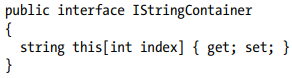 public interface IStringContainer
{
  string this[int index] { get; set; }
}